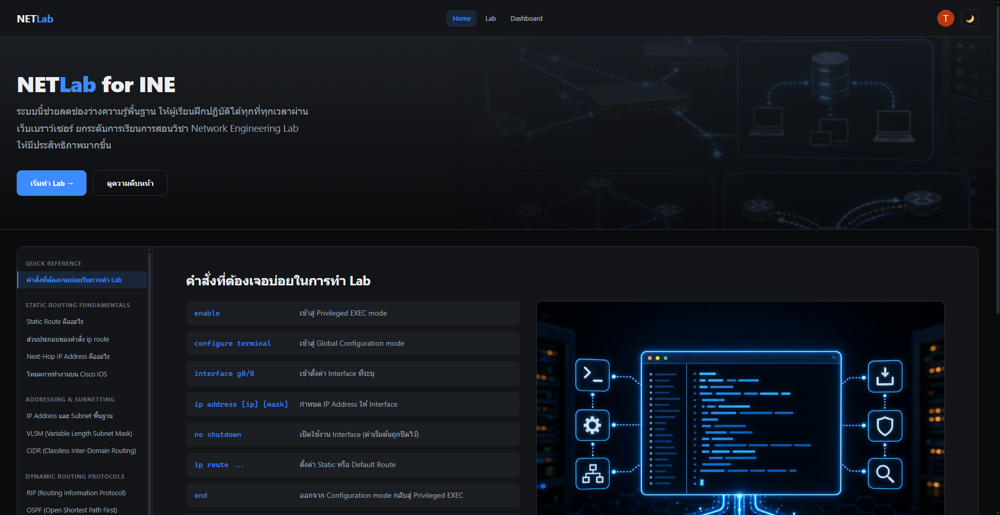 NETLab
Home
Lab
Dashboard
T
NETLab for INE
ระบบนี้ช่วยลดช่องว่างความรู้พื้นฐาน ให้ผู้เรียนฝึกปฏิบัติได้ทุกที่ทุกเวลาผ่าน
เว็บเบราว์เซอร์ ยกระดับการเรียนการสอนวิชา Network Engineering Lab
ให้มีประสิทธิภาพมากขึ้น
เริ่มทำ Lab →
ดูความคืบหน้า
QUICK REFERENCE
คำสั่งที่ต้องเจอบ่อยในการทำ Lab
STATIC ROUTING FUNDAMENTALS
Static Route คืออะไร
ส่วนประกอบของคำสั่ง ip route
Next-Hop IP Address คืออะไร
โหมดการทำงานบน Cisco IOS
ADDRESSING & SUBNETTING
IP Address และ Subnet พื้นฐาน
VLSM (Variable Length Subnet Mask)
CIDR (Classless Inter-Domain Routing)
DYNAMIC ROUTING PROTOCOLS
RIP (Routing Information Protocol)
OSPF (Open Shortest Path First)
คำสั่งที่ต้องเจอบ่อยในการทำ Lab
enable เข้าสู่ Privileged EXEC mode
configure terminal เข้าสู่ Global Configuration mode
interface g0/0 เข้าตั้งค่า Interface ที่ระบุ
ip address [ip] [mask] กำหนด IP Address ให้ Interface
no shutdown เปิดใช้งาน Interface (ค่าเริ่มต้นถูกปิดไว้)
ip route ... ตั้งค่า Static หรือ Default Route
end ออกจาก Configuration mode กลับสู่ Privileged EXEC